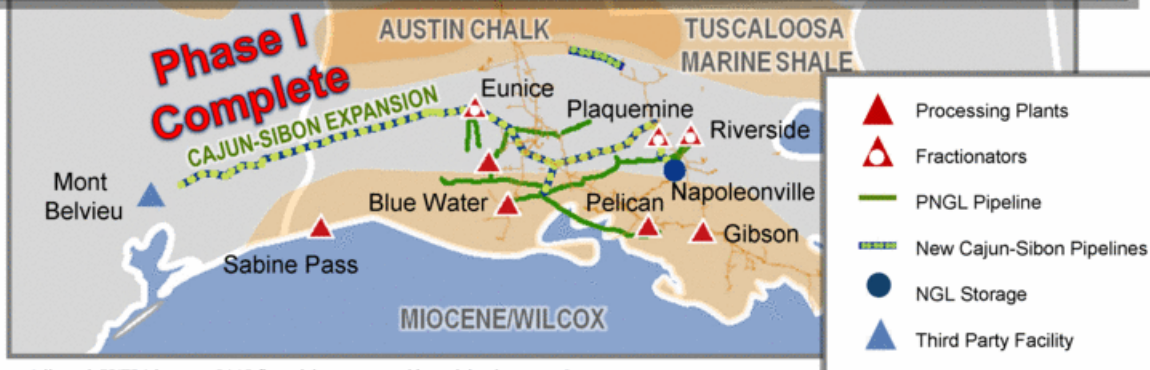 AUSTIN CHALK
TUSCALOOSA
MARINE SHALE
Phase I
Complete
CAJUN-SIBON EXPANSION
Eunice
Plaquemine
Riverside
Mont
Belvieu
Blue Water
Pelican
Napoleonville
Gibson
Sabine Pass
MIOCENE/WILCOX
Processing Plants
Fractionators
PNGL Pipeline
New Cajun-Sibon Pipelines
NGL Storage
Third Party Facility